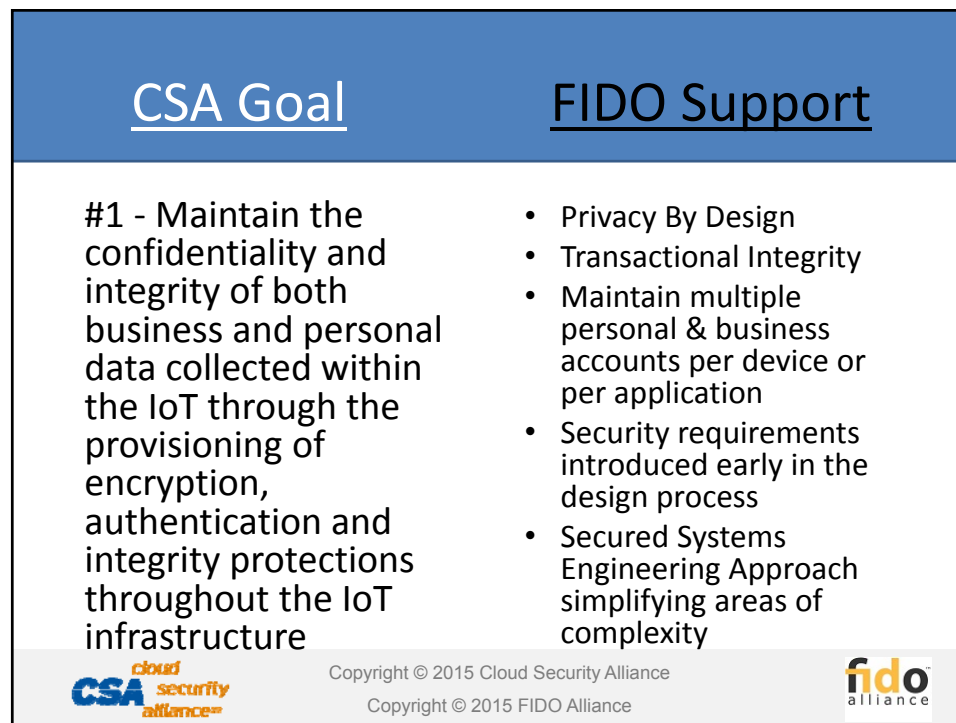 CSA Goal
FIDO Support
#1 - Maintain the
confidentiality and
integrity of both
business and personal
data collected within
the IoT through the
provisioning of
encryption,
authentication and
integrity protections
throughout the IoT
infrastructure
• Privacy By Design
• Transactional Integrity
• Maintain multiple
personal & business
accounts per device or
per application
• Security requirements
introduced early in the
design process
• Secured Systems
Engineering Approach
simplifying areas of
complexity
cloud
CSA security
alliance℠
Copyright © 2015 Cloud Security Alliance
Copyright © 2015 FIDO Alliance
fido™
alliance